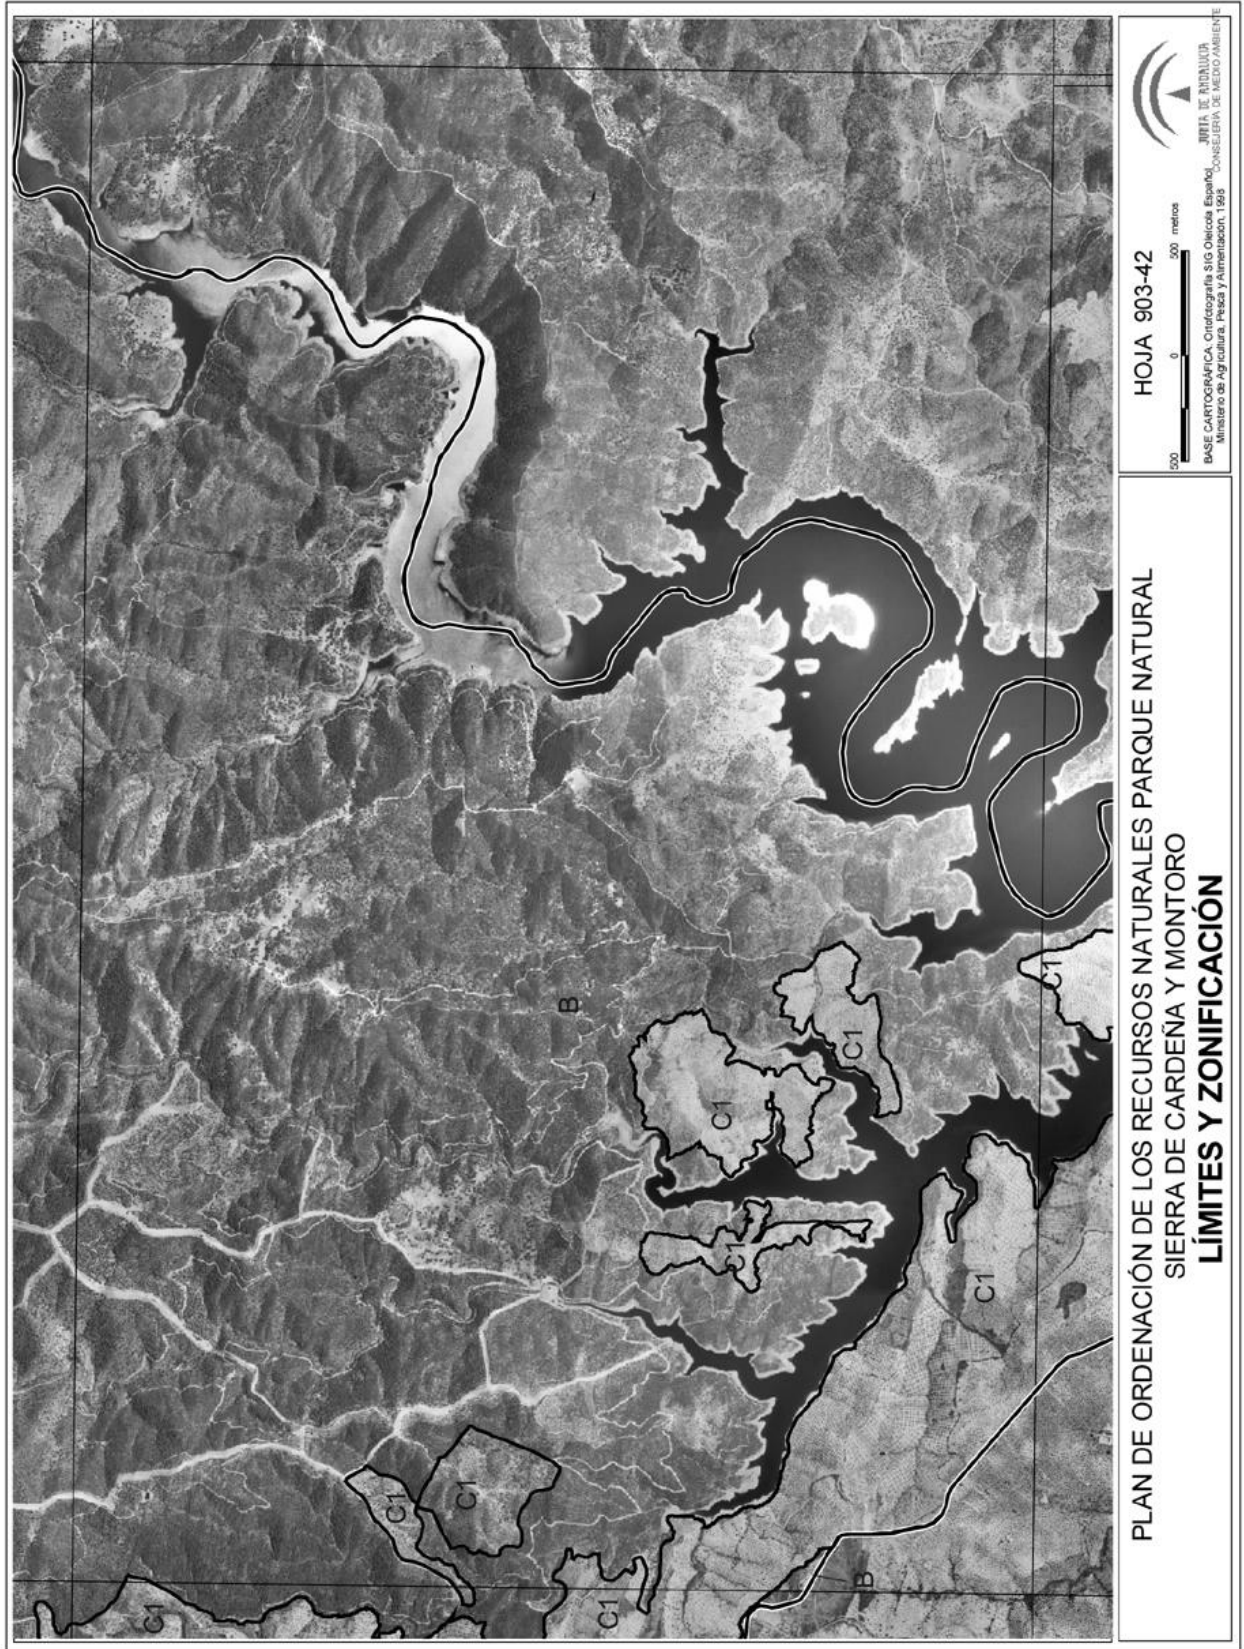 PLAN DE ORDENACIÓN DE LOS RECURSOS NATURALES PARQUE NATURAL
SIERRA DE CARDEÑA Y MONTORO
LÍMITES Y ZONIFICACIÓN
HOJA 903-42
500
0
500
metros
BASE CARTOGRÁFICA: Ortofotografía SIG Oleícola Español
Ministerio de Agricultura, Pesca y Alimentación, 1998
JUNTA DE ANDALUCIA
CONSEJERÍA DE MEDIO AMBIENTE
C1
C1
C1
C1
B
C1
C1
C1
C1
C1
B